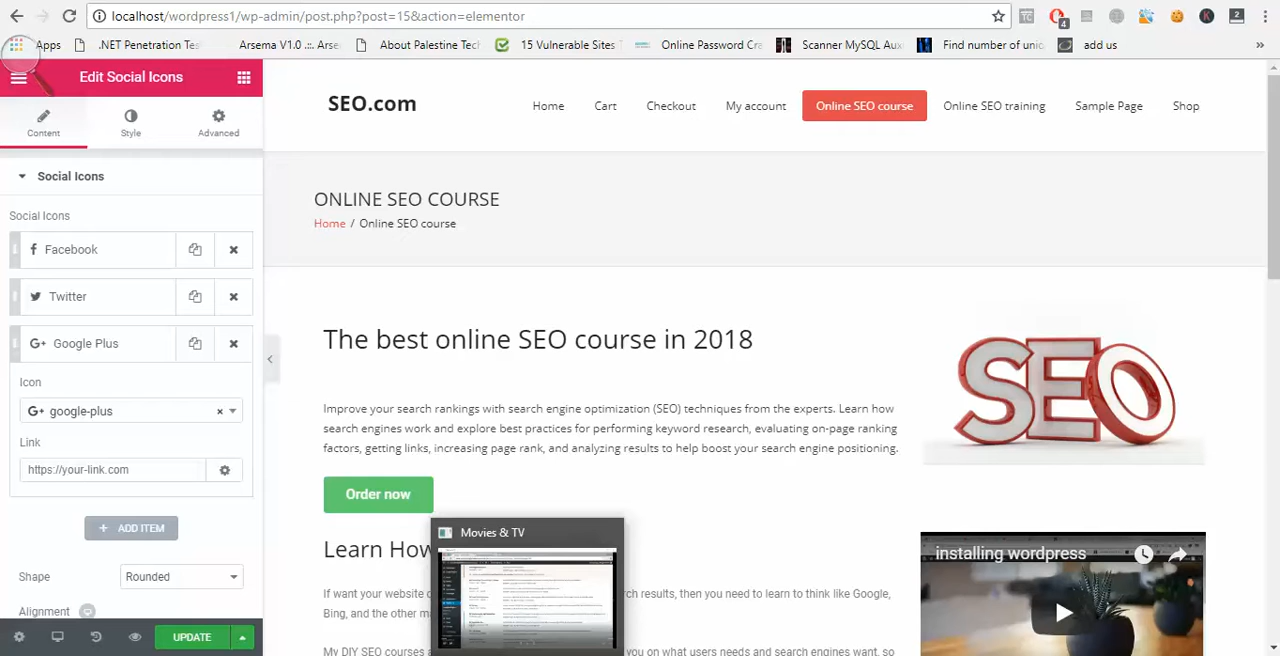 localhost/wordpress1/wp-admin/post.php?post=15&action=elementor
Apps .NET Penetration Tes Arsema V1.0 .::. Arse About Palest Tech 15 Vulnerable Sites Online Password Cra Scanner MySQL Aux Find number of unic add us »
Edit Social Icons
Content Style Advanced
Social Icons
Social Icons
Facebook
Twitter
G+ Google Plus
Icon
G+ google-plus
Link
https://your-link.com
+ ADD ITEM
Shape Rounded
Alignment
UPDATE
SEO.com Home Cart Checkout My account Online SEO course Online SEO training Sample Page Shop
ONLINE SEO COURSE
Home / Online SEO course
The best online SEO course in 2018
Improve your search rankings with search engine optimization (SEO) techniques from the experts. Learn how
search engines work and explore best practices for performing keyword research, evaluating on-page ranking
factors, getting links, increasing page rank, and analyzing results to help boost your search engine positioning.
Order now
SEO
Learn How
If want your website rch results, then you need to learn to think like Google,
Bing, and the other m
My DIY SEO courses a you on what users needs and search engines want, so
Movies & TV
installing wordpress